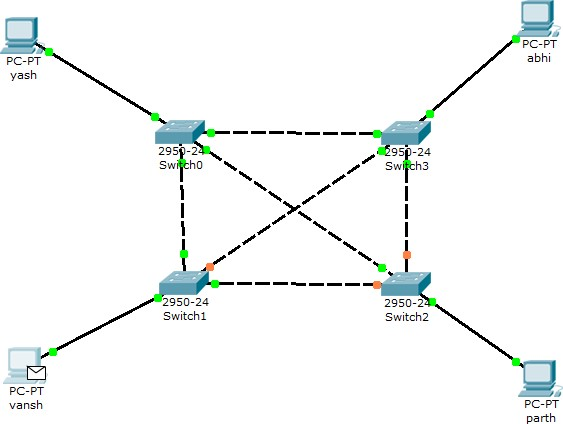 PC-PT
yash
PC-PT
abhi
2950-24
Switch0
2950-24
Switch3
2950-24
Switch1
2950-24
Switch2
PC-PT
vansh
PC-PT
parth